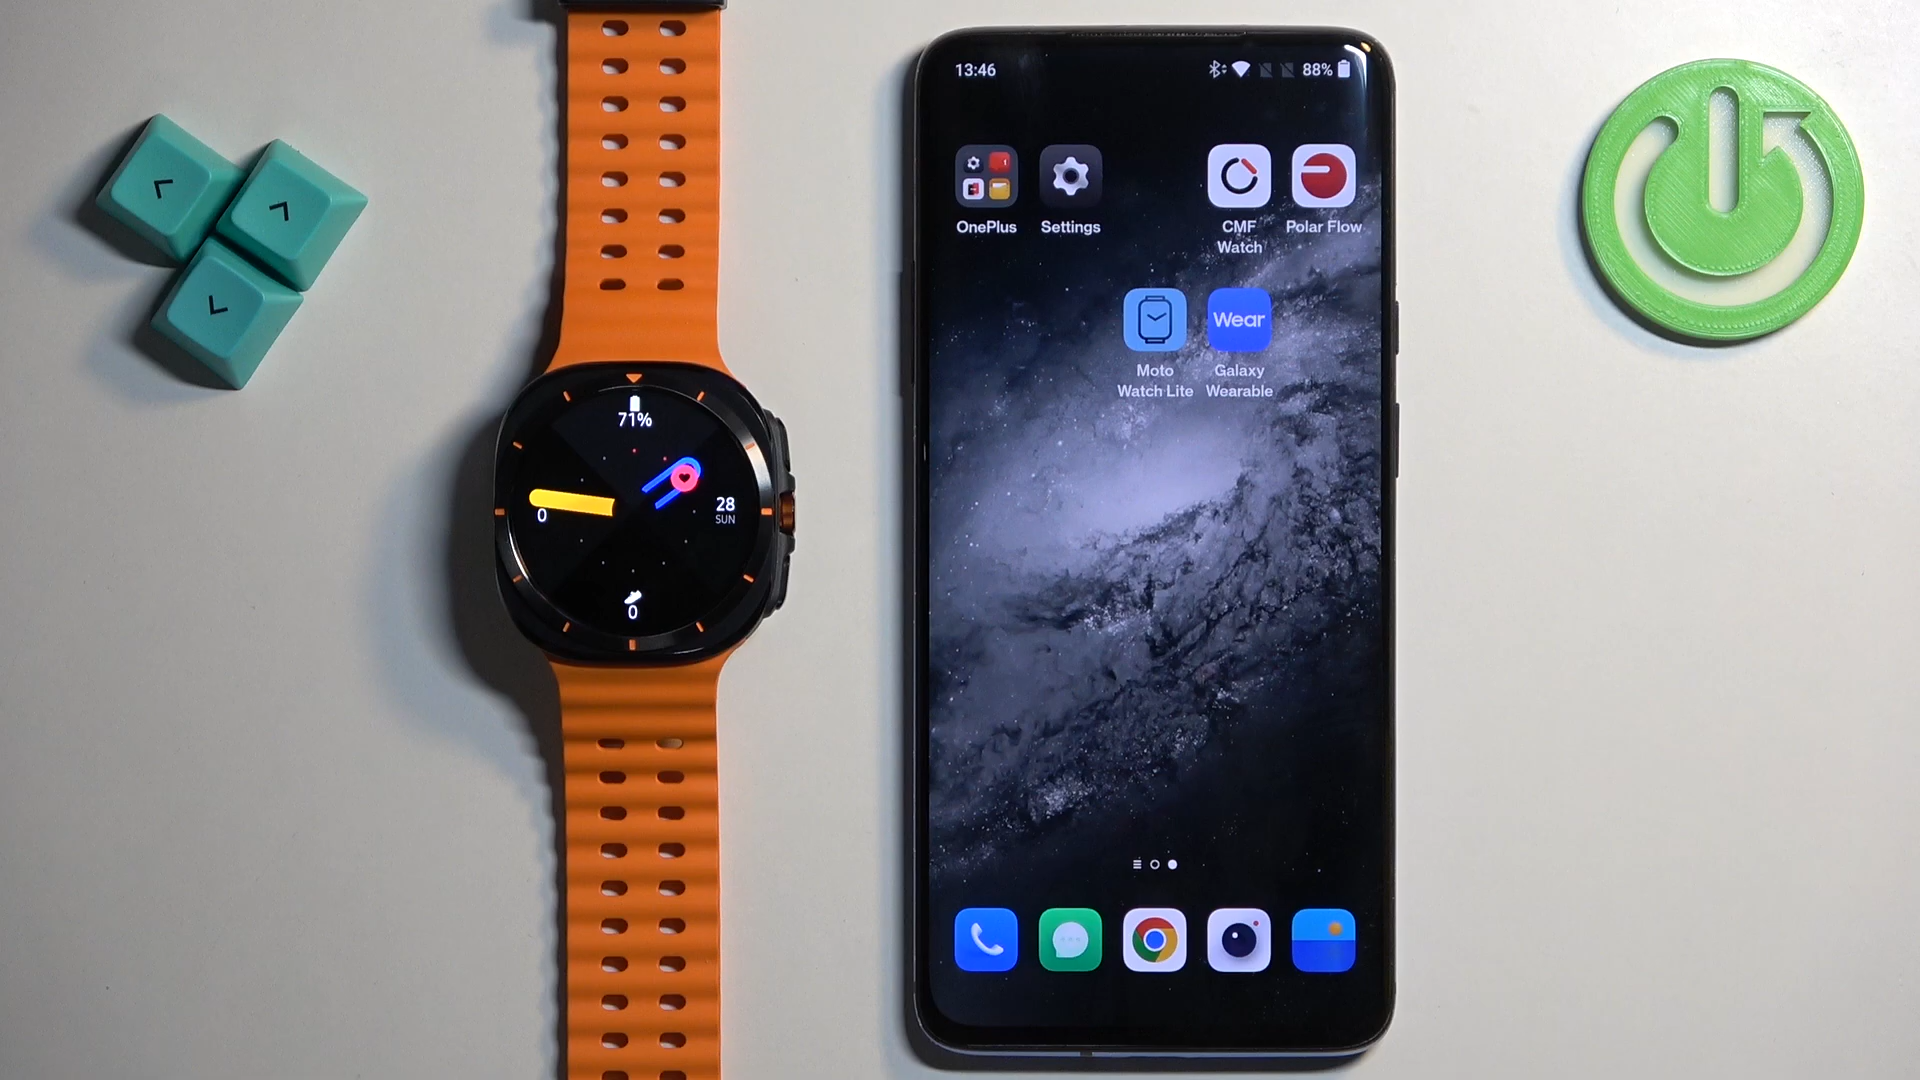 71%
0
28
SUN
0
13:46
88%
OnePlus
Settings
CMF
Watch
Polar Flow
Wear
Moto
Watch Lite
Galaxy
Wearable